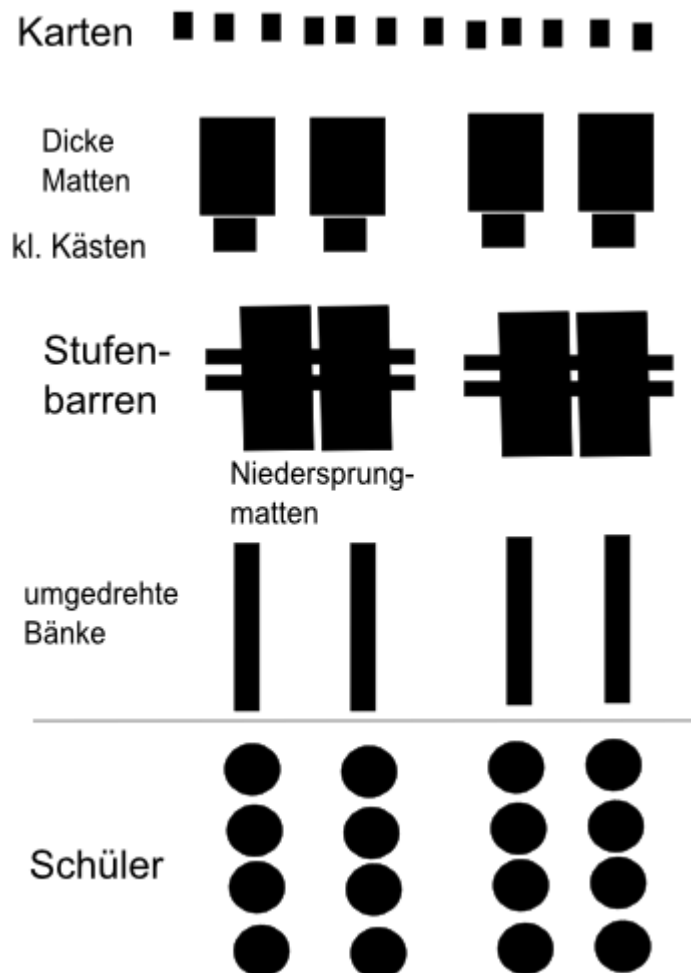 Karten
Dicke
Matten
kl. Kästen
Stufen-
barren
Niedersprung-
matten
umgedrehte
Bänke
Schüler